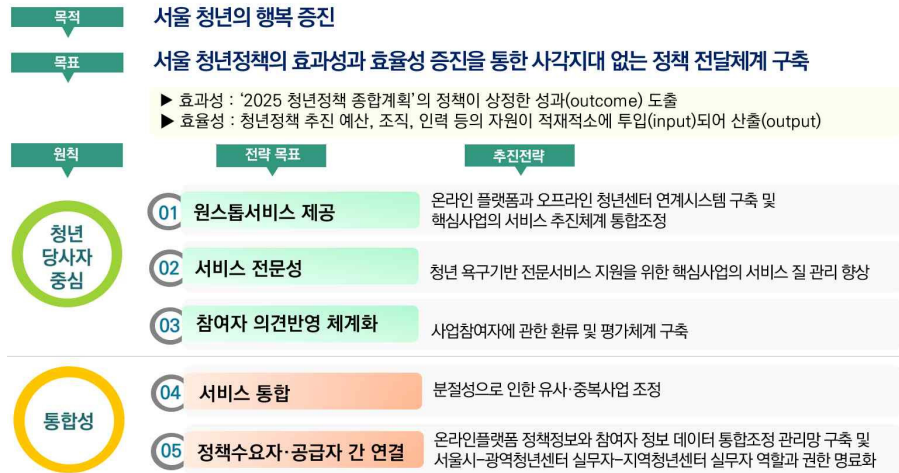 목적
서울 청년의 행복 증진
목표
서울 청년정책의 효과성과 효율성 증진을 통한 사각지대 없는 정책 전달체계 구축
▶ 효과성 : ‘2025 청년정책 종합계획’의 정책이 상정한 성과(outcome) 도출
▶ 효율성 : 청년정책 추진 예산, 조직, 인력 등의 자원이 적재적소에 투입(input)되어 산출(output)
원칙
전략 목표
추진전략
청년
당사자
중심
01 원스톱서비스 제공
온라인 플랫폼과 오프라인 청년센터 연계시스템 구축 및
핵심사업의 서비스 추진체계 통합조정
02 서비스 전문성
청년 욕구기반 전문서비스 지원을 위한 핵심사업의 서비스 질 관리 향상
03 참여자 의견반영 체계화
사업참여자에 관한 환류 및 평가체계 구축
통합성
04 서비스 통합
분절성으로 인한 유사·중복사업 조정
05 정책수요자·공급자 간 연결
온라인플랫폼 정책정보와 참여자 정보 데이터 통합조정 관리망 구축 및
서울시-광역청년센터 실무자-지역청년센터 실무자 역할과 권한 명료화